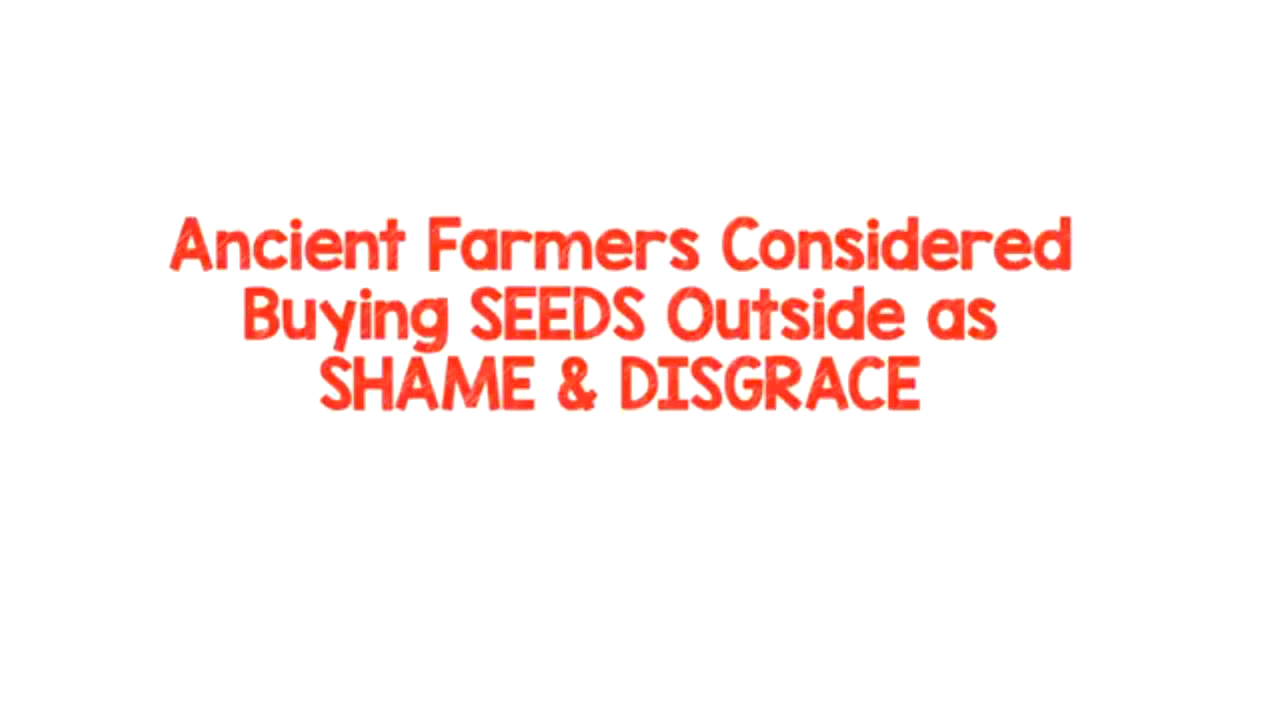 Ancient Farmers Considered
Buying SEEDS Outside as
SHAME & DISGRACE